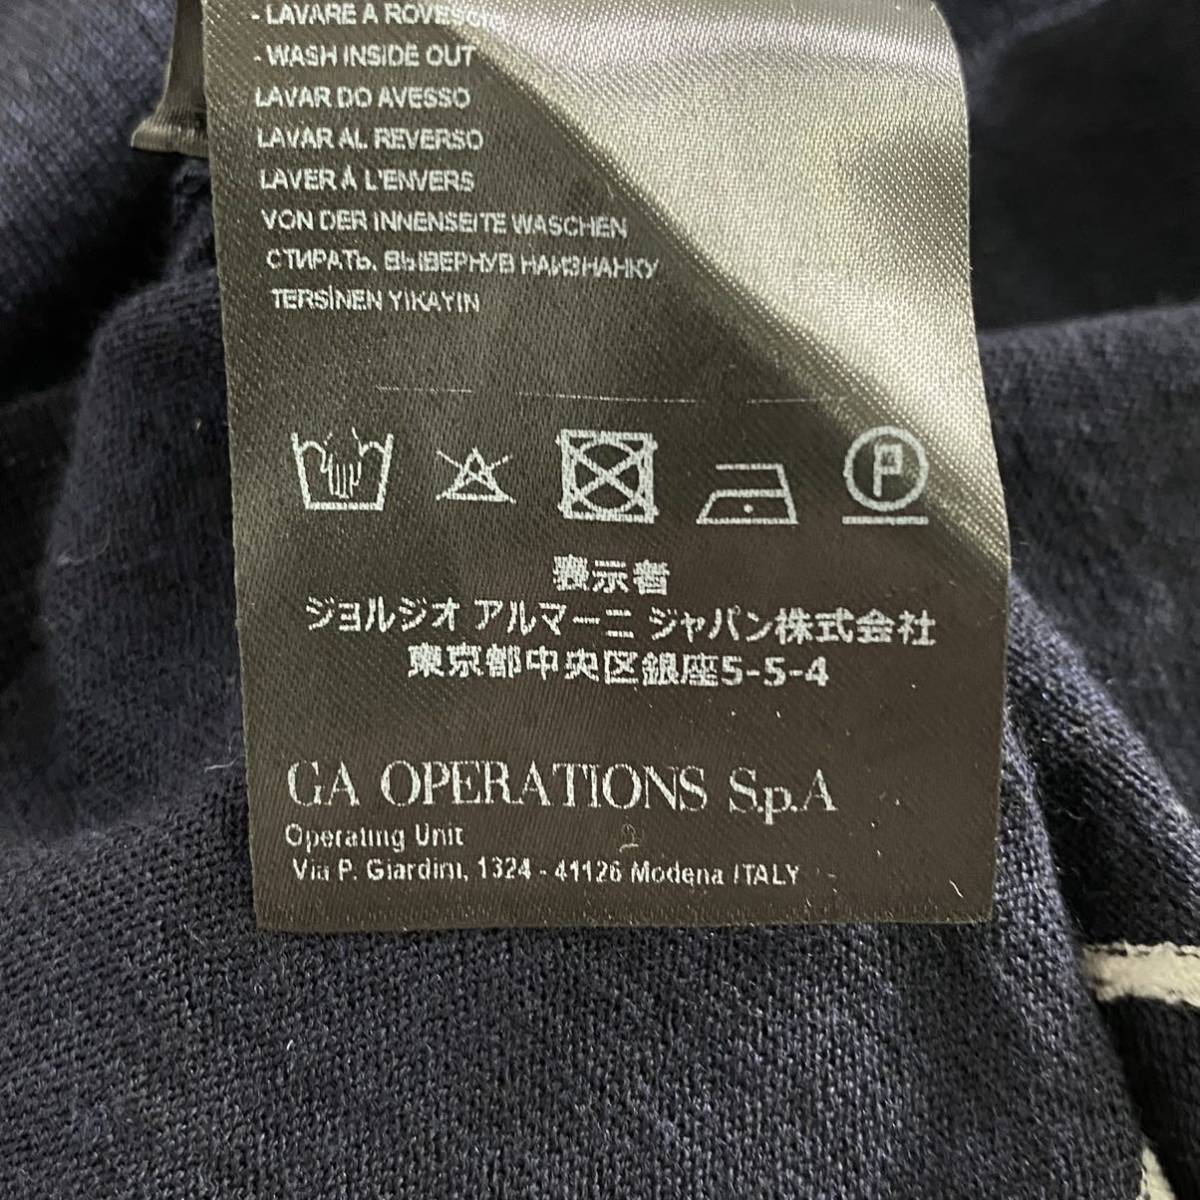 - LAVARE A ROVESCIO
- WASH INSIDE OUT
LAVAR DO AVESSO
LAVAR AL REVERSO
LAVER À L'ENVERS
VON DER INNENSEITE WASCHEN
СТИРАТЬ, ВЫВЕРНУВ НАИЗНАНКУ
TERSİNEN YIKAYIN
P
表示者
ジョルジオ アルマーニ ジャパン株式会社
東京都中央区銀座5-5-4
GA OPERATIONS S.p.A
Operating Unit
2
Via P. Giardini, 1324 - 41126 Modena ITALY